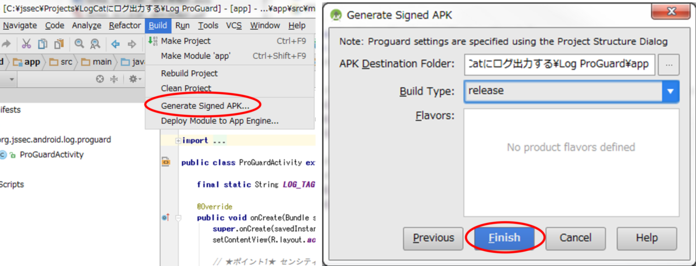 [C:¥jssec¥Projects¥LogCatにログ出力する¥Log ProGuard] - [app] - ...¥app¥src¥m
Navigate Code Analyze Refactor Build Run Tools VCS Window Help
app src main java
Make Project Ctrl+F9
Make Module 'app' Ctrl+Shift+F9
Rebuild Project
Clean Project
Generate Signed APK...
Deploy Module to App Engine...
nifests
org.jssec.android.log.proguard
ProGuardActivity
Scripts
import ...
public class ProGuardActivity ex
final static String LOG_TAG
@Override
public void onCreate(Bundle s
super.onCreate(savedInstan
setContentView(R.layout.ac
// ★ポイント1★ センシティ
Generate Signed APK
Note: Proguard settings are specified using the Project Structure Dialog
APK Destination Folder: Catにログ出力する¥Log ProGuard¥app ...
Build Type: release
Flavors:
No product flavors defined
Previous Finish Cancel Help